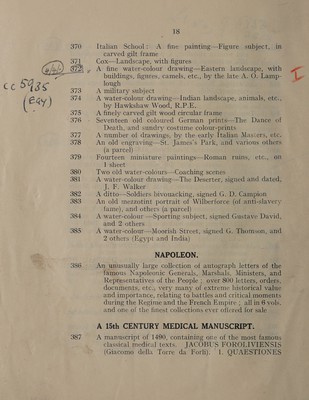 18
370 Italian School: A fine painting—Figure subject, in
carved gilt frame
371 Cox—Landscape, with figures
372 A fine water-colour drawing—Eastern landscape, with
buildings, figures, camels, etc., by the late A. O. Lamp-
lough
I
cc 5935
(EGY)
373 A military subject
374 A water-colour drawing—Indian landscape, animals, etc.,
by Hawkshaw Ward, R.P.E.
375 A finely carved gilt wood circular frame
376 Seventeen old coloured German prints—The Dance of
Death, and sundry costume colour-prints
377 A number of drawings, by the early Italian Masters, etc.
378 An old engraving—St. James's Park, and various others
(a parcel)
379 Fourteen miniature paintings—Roman ruins, etc., on
1 sheet
380 Two old water-colours—Coaching scenes
381 A water-colour drawing—The Deserter, signed and dated,
J. F. Walker
382 A ditto—Soldiers bivouacking, signed G. D. Campion
383 An old mezzotint portrait of Wilberforce (of anti-slavery
fame), and others (a parcel)
384 A water-colour—Sporting subject, signed Gustave David,
and 2 others
385 A water-colour—Moorish Street, signed G. Thomson, and
2 others (Egypt and India)
NAPOLEON.
386 An unusually large collection of autograph letters of the
famous Napoleonic Generals, Marshals, Ministers, and
Representatives of the People; over 800 letters, orders,
documents, etc., very many of extreme historical value
and importance, relating to battles and critical moments
during the Regime and the French Empire; all in 6 vols.
and one of the finest collections ever offered for sale
A 15th CENTURY MEDICAL MANUSCRIPT.
387 A manuscript of 1490, containing one of the most famous
classical medical texts. JACOBUS FOROLIVIENSIS
(Giacomo della Torre da Forli). 1. QUAESTIONES